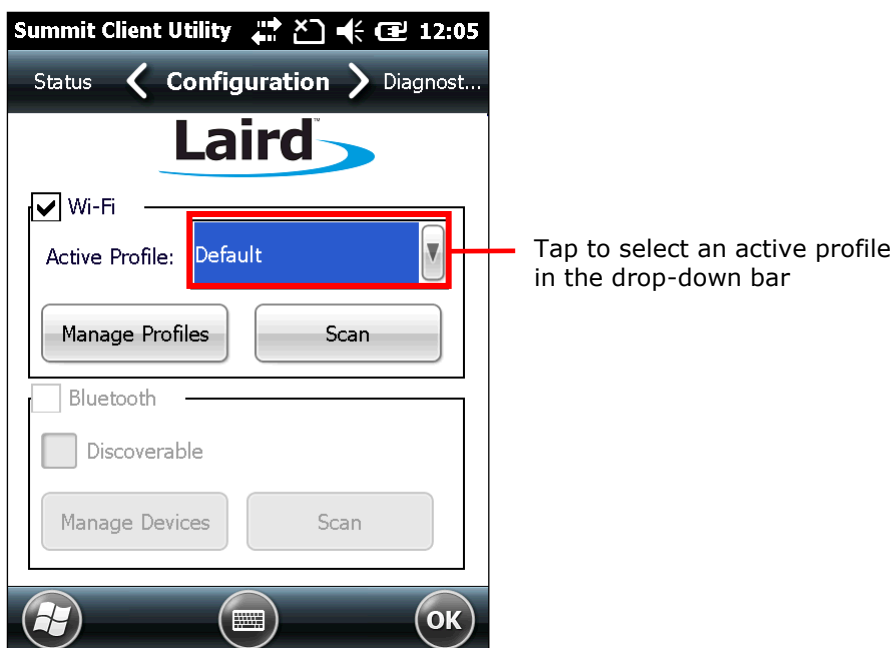 Summit Client Utility 12:05
Status Configuration Diagnost...
Laird™
Wi-Fi
Active Profile: Default
Tap to select an active profile
in the drop-down bar
Manage Profiles Scan
Bluetooth
Discoverable
Manage Devices Scan
OK